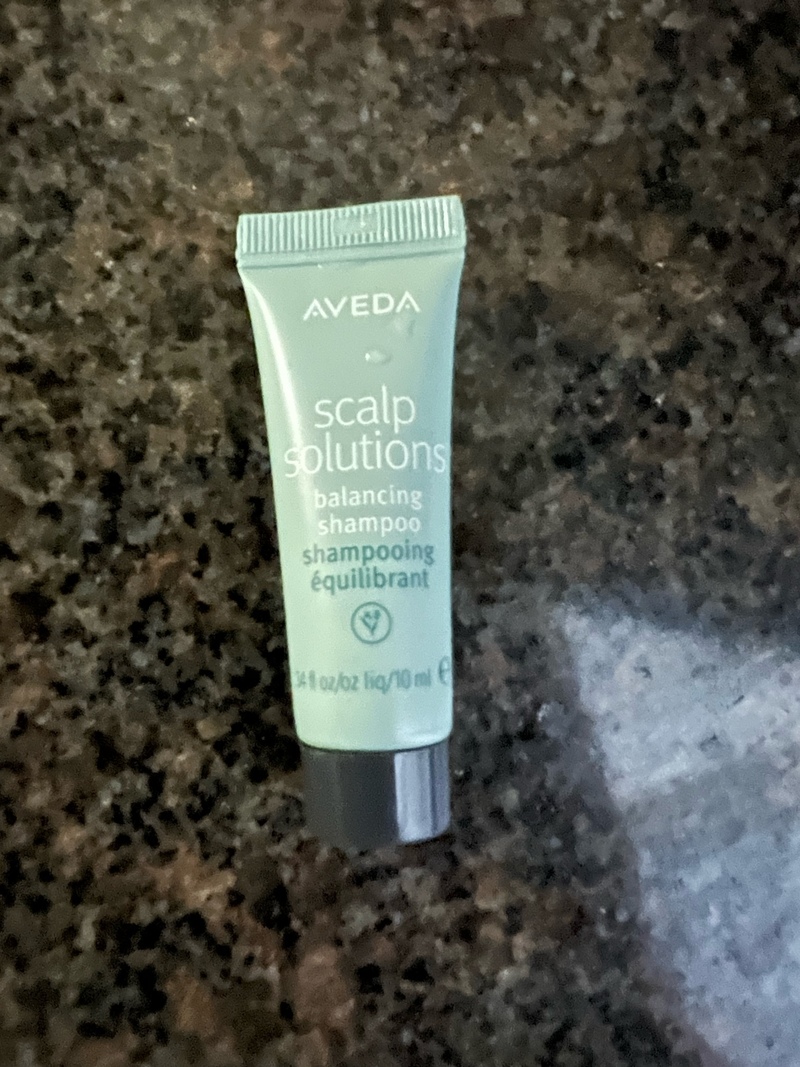 AVEDA
scalp
solutions
balancing
shampoo
shampooing
équilibrant
34 fl oz/oz liq/10 ml e